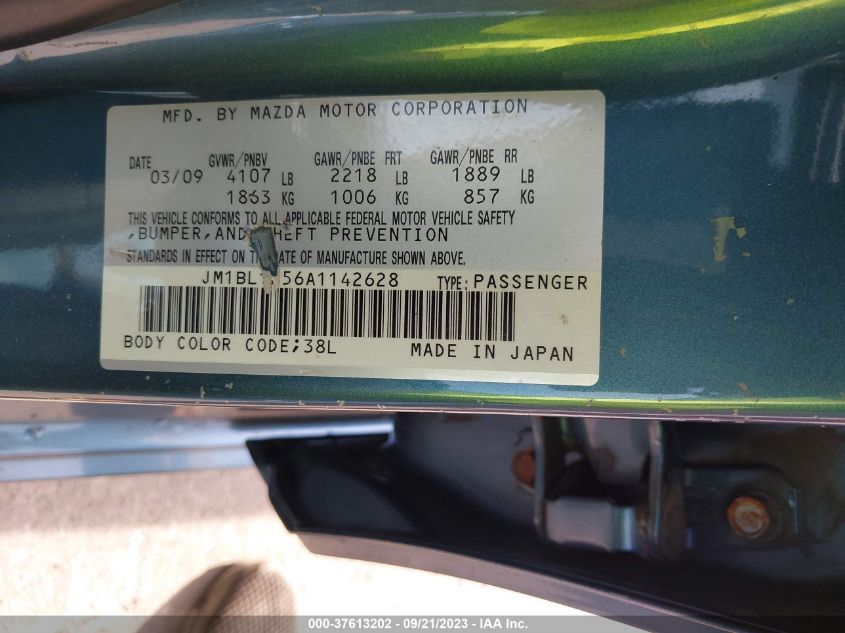 MFD. BY MAZDA MOTOR CORPORATION
DATE GVWR/PNBV GAWR/PNBE FRT GAWR/PNBE RR
03/09 4107 LB 2218 LB 1889 LB
1863 KG 1006 KG 857 KG
THIS VEHICLE CONFORMS TO ALL APPLICABLE FEDERAL MOTOR VEHICLE SAFETY
,BUMPER,AND THEFT PREVENTION
STANDARDS IN EFFECT ON THE DATE OF MANUFACTURE SHOWN ABOVE.
TYPE: PASSENGER
BODY COLOR CODE;38L MADE IN JAPAN
000-37613202 - 09/21/2023 - IAA Inc.